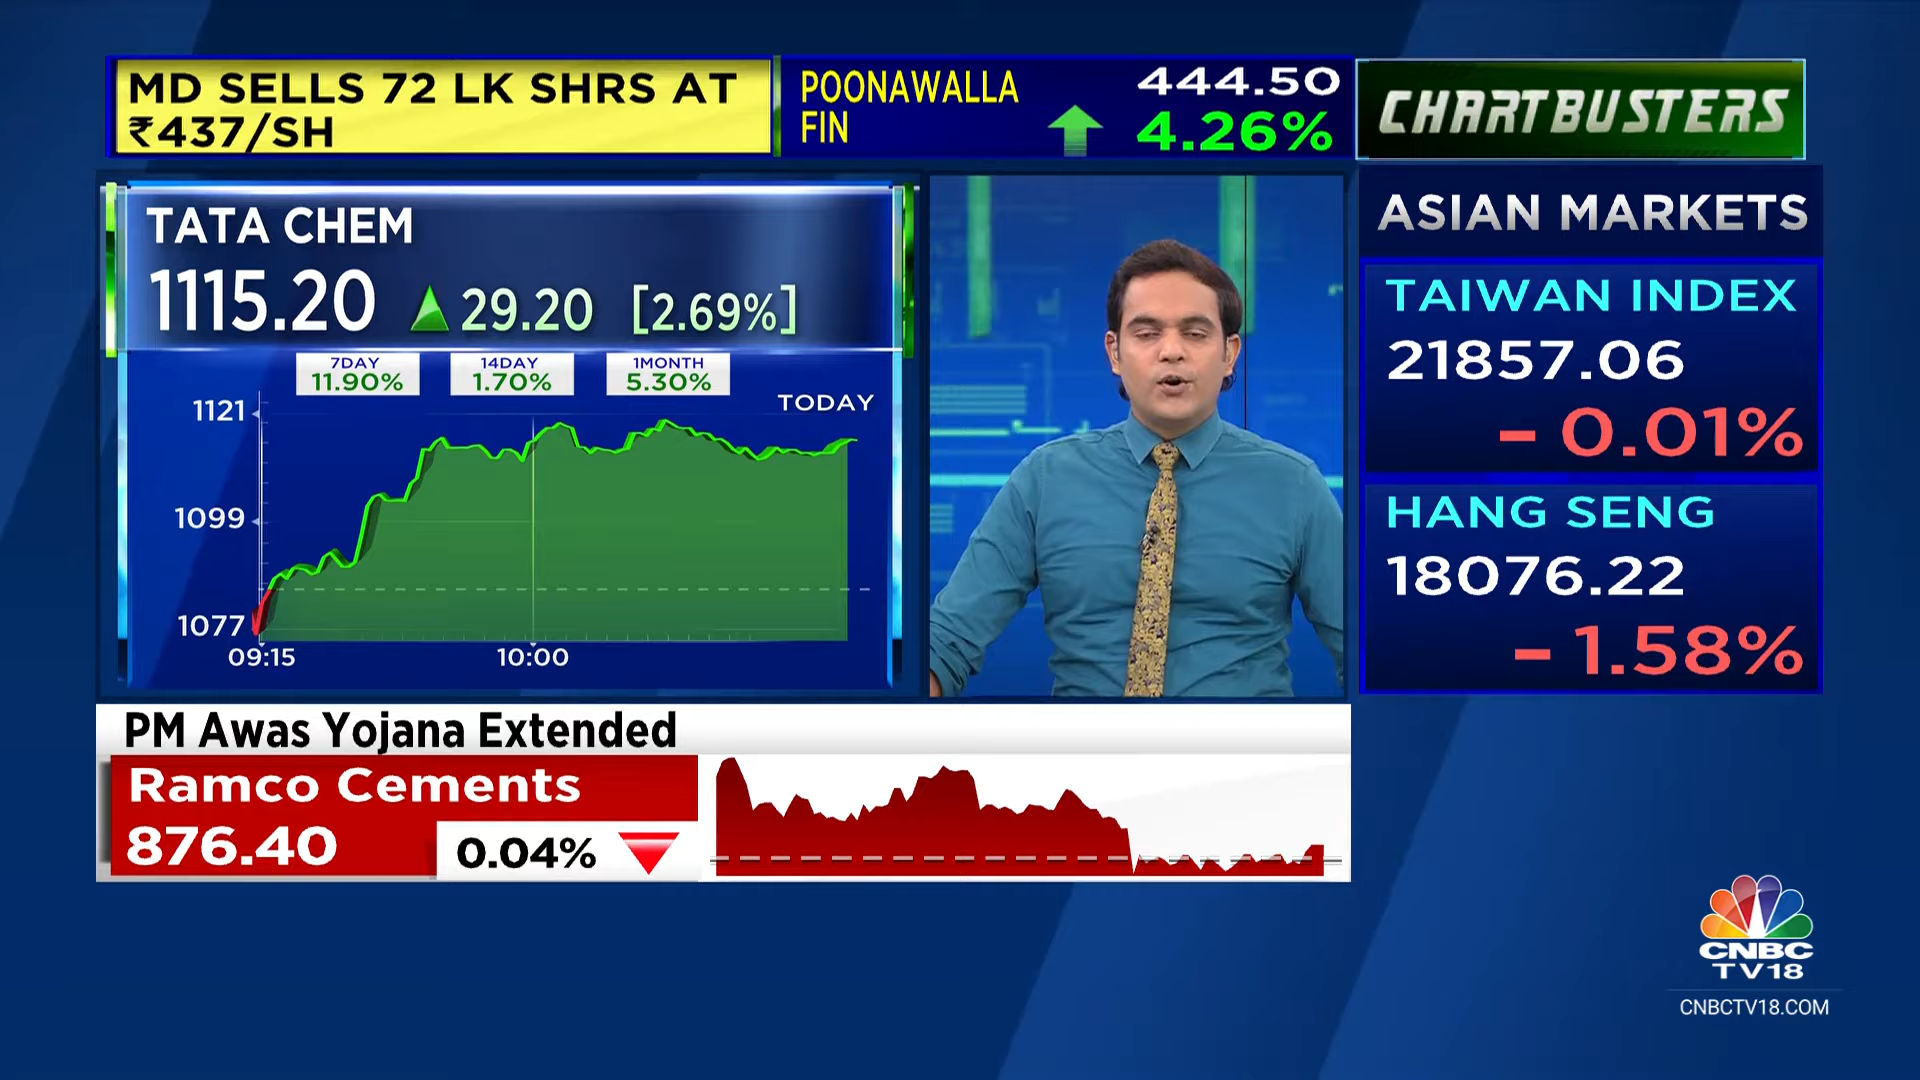 MD SELLS 72 LK SHRS AT
₹437/SH
POONAWALLA
FIN
444.50
4.26%
CHARTBUSTERS
TATA CHEM
1115.20 29.20 [2.69%]
7DAY
11.90%
14DAY
1.70%
1MONTH
5.30%
TODAY
1121
1099
1077
09:15 10:00
ASIAN MARKETS
TAIWAN INDEX
21857.06
- 0.01%
HANG SENG
18076.22
- 1.58%
PM Awas Yojana Extended
Ramco Cements
876.40 0.04%
CNBC
TV18
CNBCTV18.COM